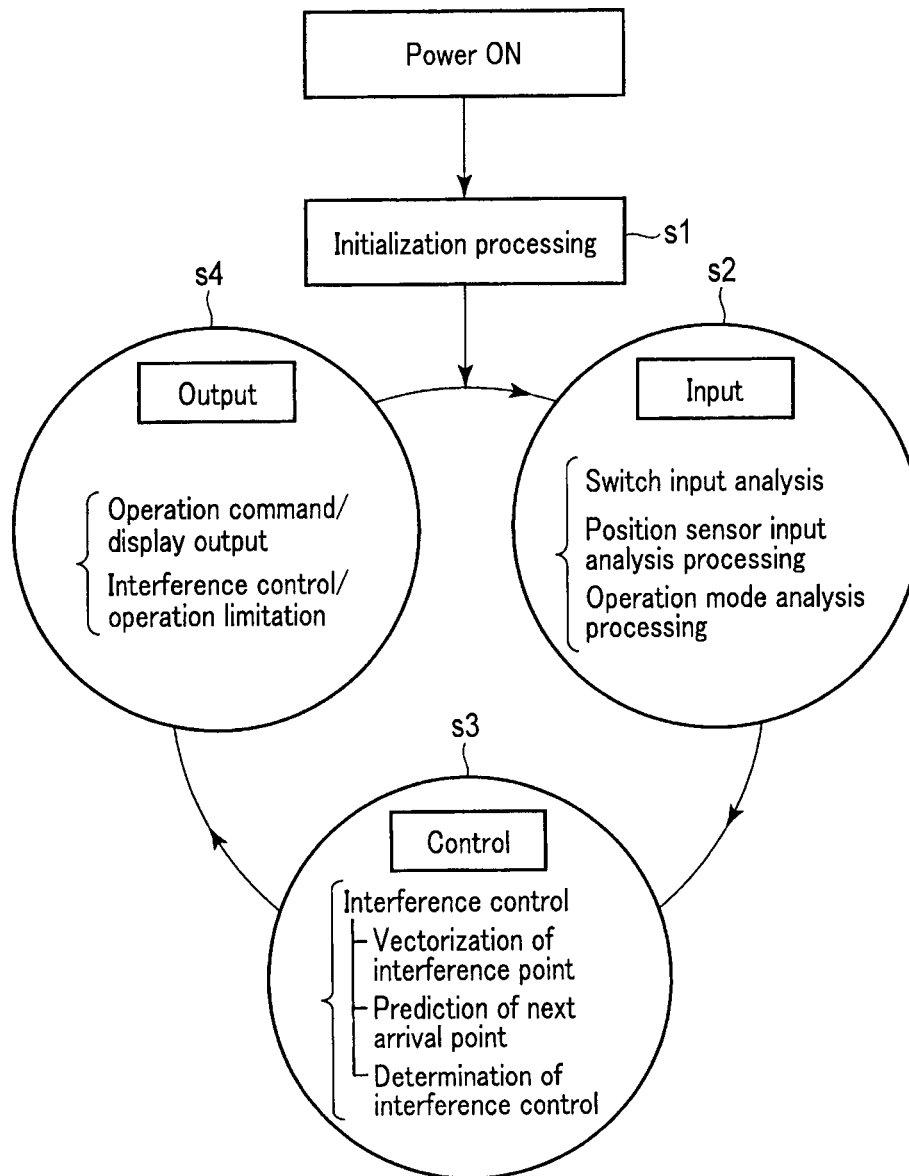 Power ON
Initialization processing
s1
s4
s2
Output
Operation command/
display output
Interference control/
operation limitation
Input
Switch input analysis
Position sensor input
analysis processing
Operation mode analysis
processing
s3
Control
Interference control
Vectorization of
interference point
Prediction of next
arrival point
Determination of
interference control